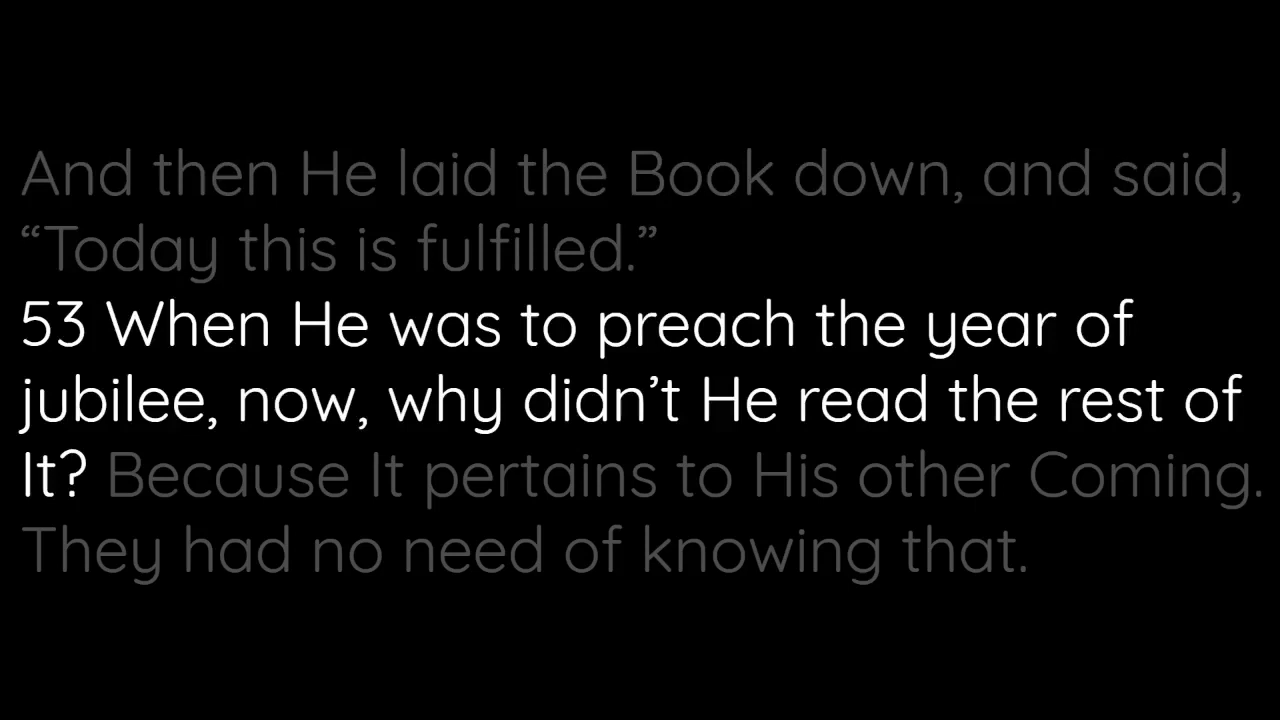 And then He laid the Book down, and said,
“Today this is fulfilled.”
53 When He was to preach the year of
jubilee, now, why didn’t He read the rest of
It? Because It pertains to His other Coming.
They had no need of knowing that.